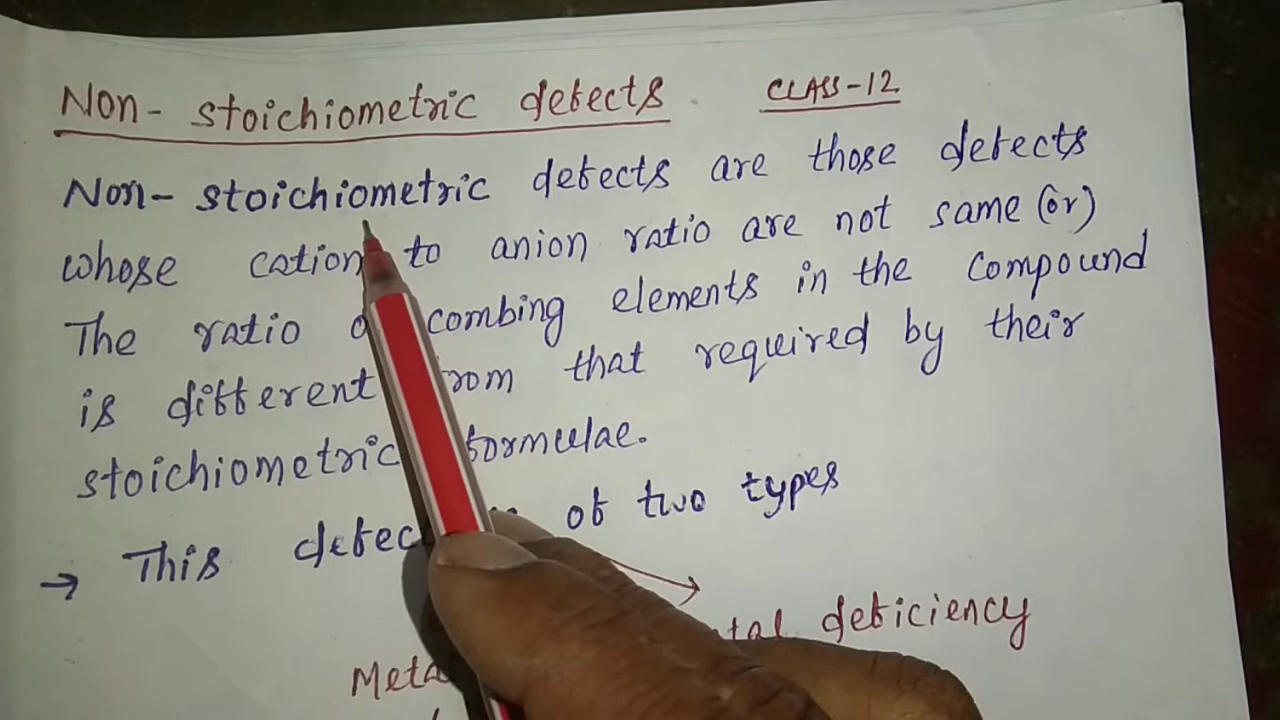 Non-stoichiometric defects CLASS-12
Non-stoichiometric defects are those defects
whose cation to anion ratio are not same (or)
The ratio combing elements in the compound
is different that required by their
stoichiometric formulae.
→ This of two types
deficiency